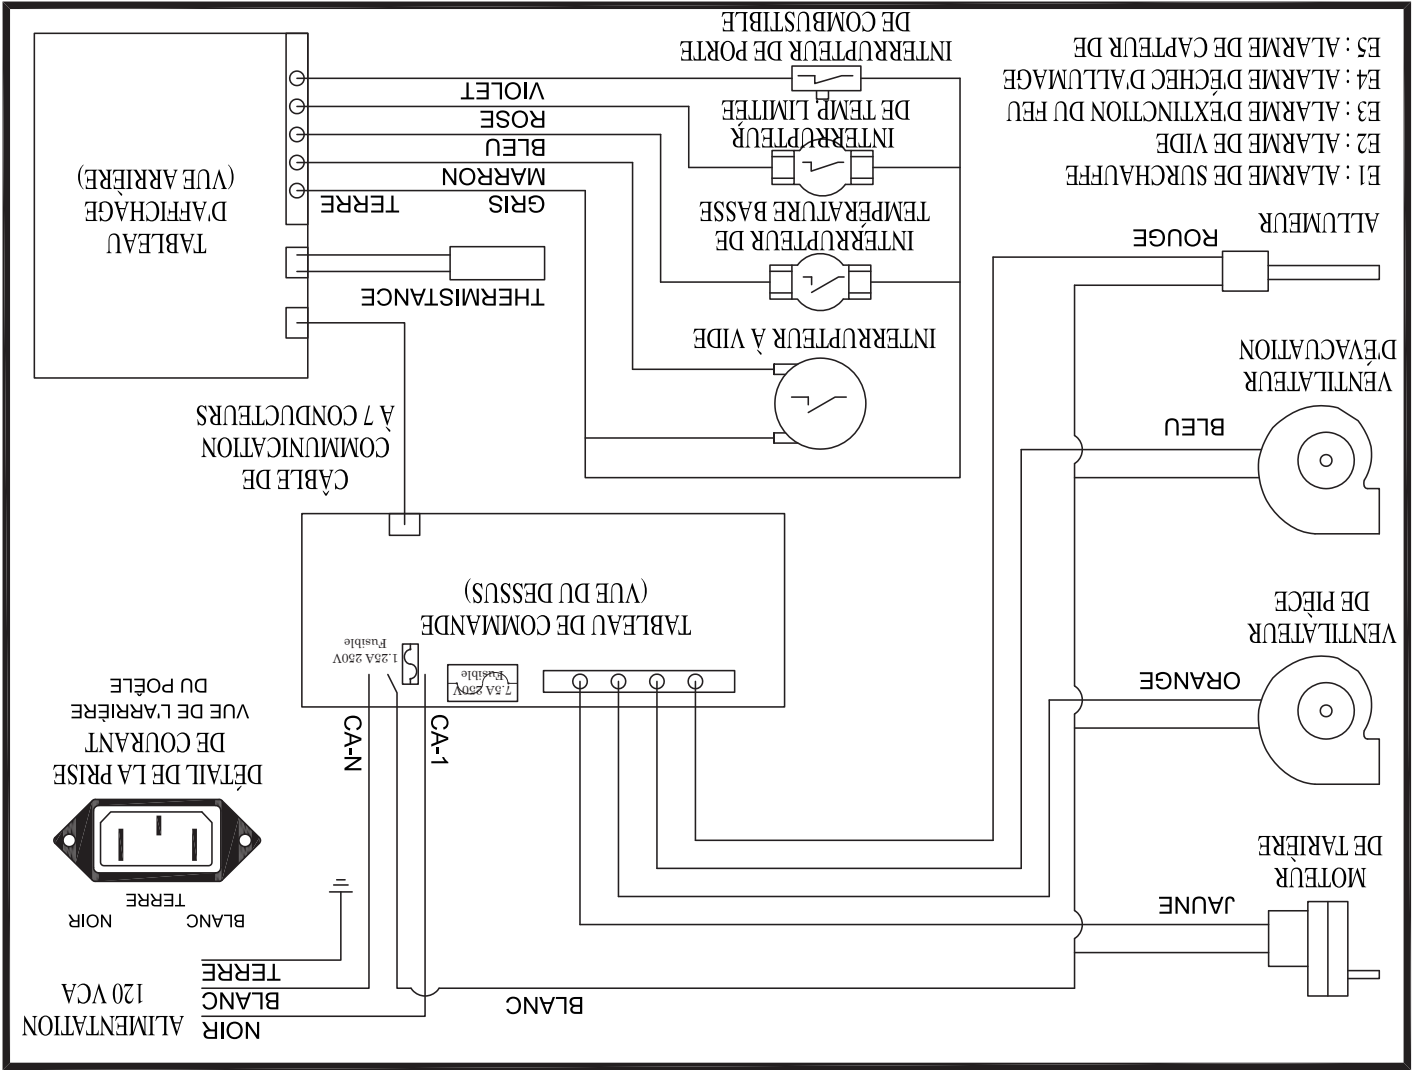 NOIR
BLANC
TERRE
ALIMENTATION
120 VCA
BLANC
MOTEUR
DE TARIÈRE
JAUNE
BLANC
NOIR
TERRE
DÉTAIL DE LA PRISE
DE COURANT
VUE DE L'ARRIÈRE
DU POÊLE
CA-1
CA-N
VENTILATEUR
DE PIÈCE
ORANGE
7.5A 250V
Fusible
1.25A 250V
Fusible
TABLEAU DE COMMANDE
(VUE DU DESSUS)
CÂBLE DE
COMMUNICATION
À 7 CONDUCTEURS
BLEU
VENTILATEUR
D'ÉVACUATION
INTERRUPTEUR À VIDE
THERMISTANCE
ROUGE
ALLUMEUR
INTERRUPTEUR DE
TEMPÉRATURE BASSE
TABLEAU
D'AFFICHAGE
(VUE ARRIÈRE)
GRIS
TERRE
MARRON
BLEU
ROSE
VIOLET
INTERRUPTEUR
DE TEMP LIMITÉE
INTERRUPTEUR DE PORTE
DE COMBUSTIBLE
E1 : ALARME DE SURCHAUFFE
E2 : ALARME DE VIDE
E3 : ALARME D'ÉXTINCTION DU FEU
E4 : ALARME D'ÉCHEC D'ALLUMAGE
E5 : ALARME DE CAPTEUR DE